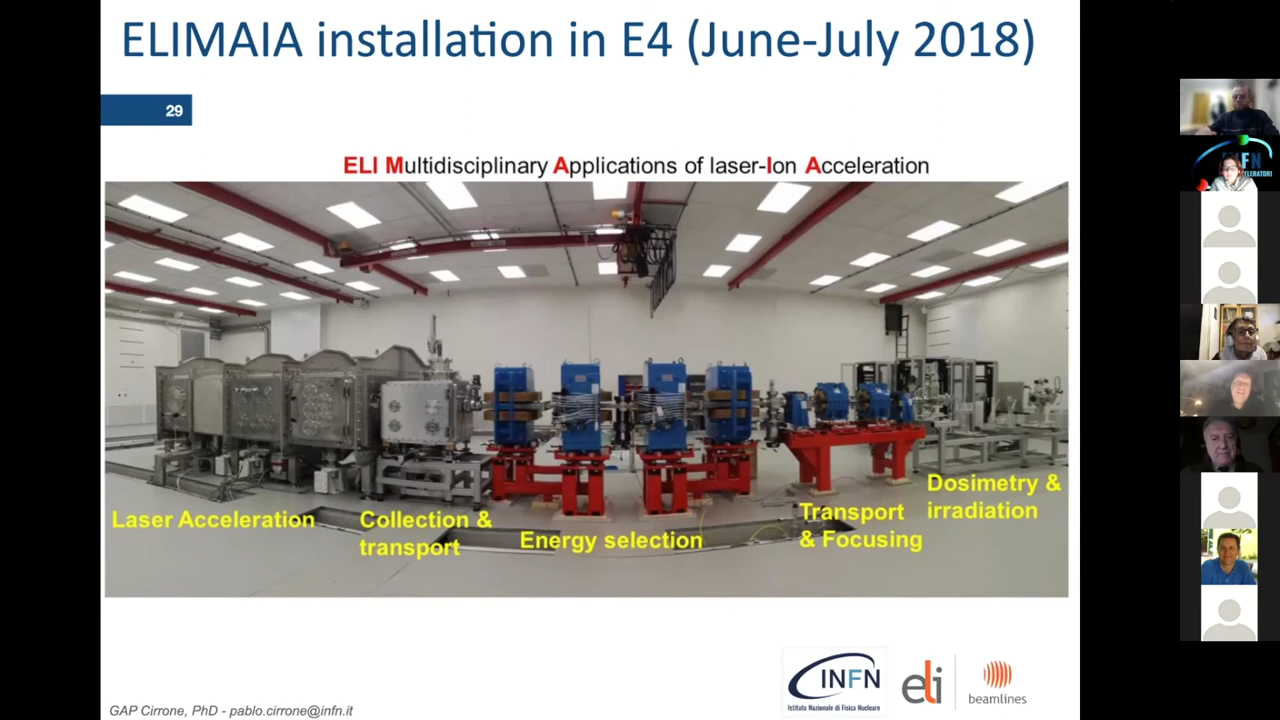 ELIMAIA installation in E4 (June-July 2018)
29
ELI Multidisciplinary Applications of laser-Ion Acceleration
Laser Acceleration
Collection &
transport
Energy selection
Transport
& Focusing
Dosimetry &
irradiation
INFN
Istituto Nazionale di Fisica Nucleare
eli
beamlines
GAP Cirrone, PhD - pablo.cirrone@infn.it